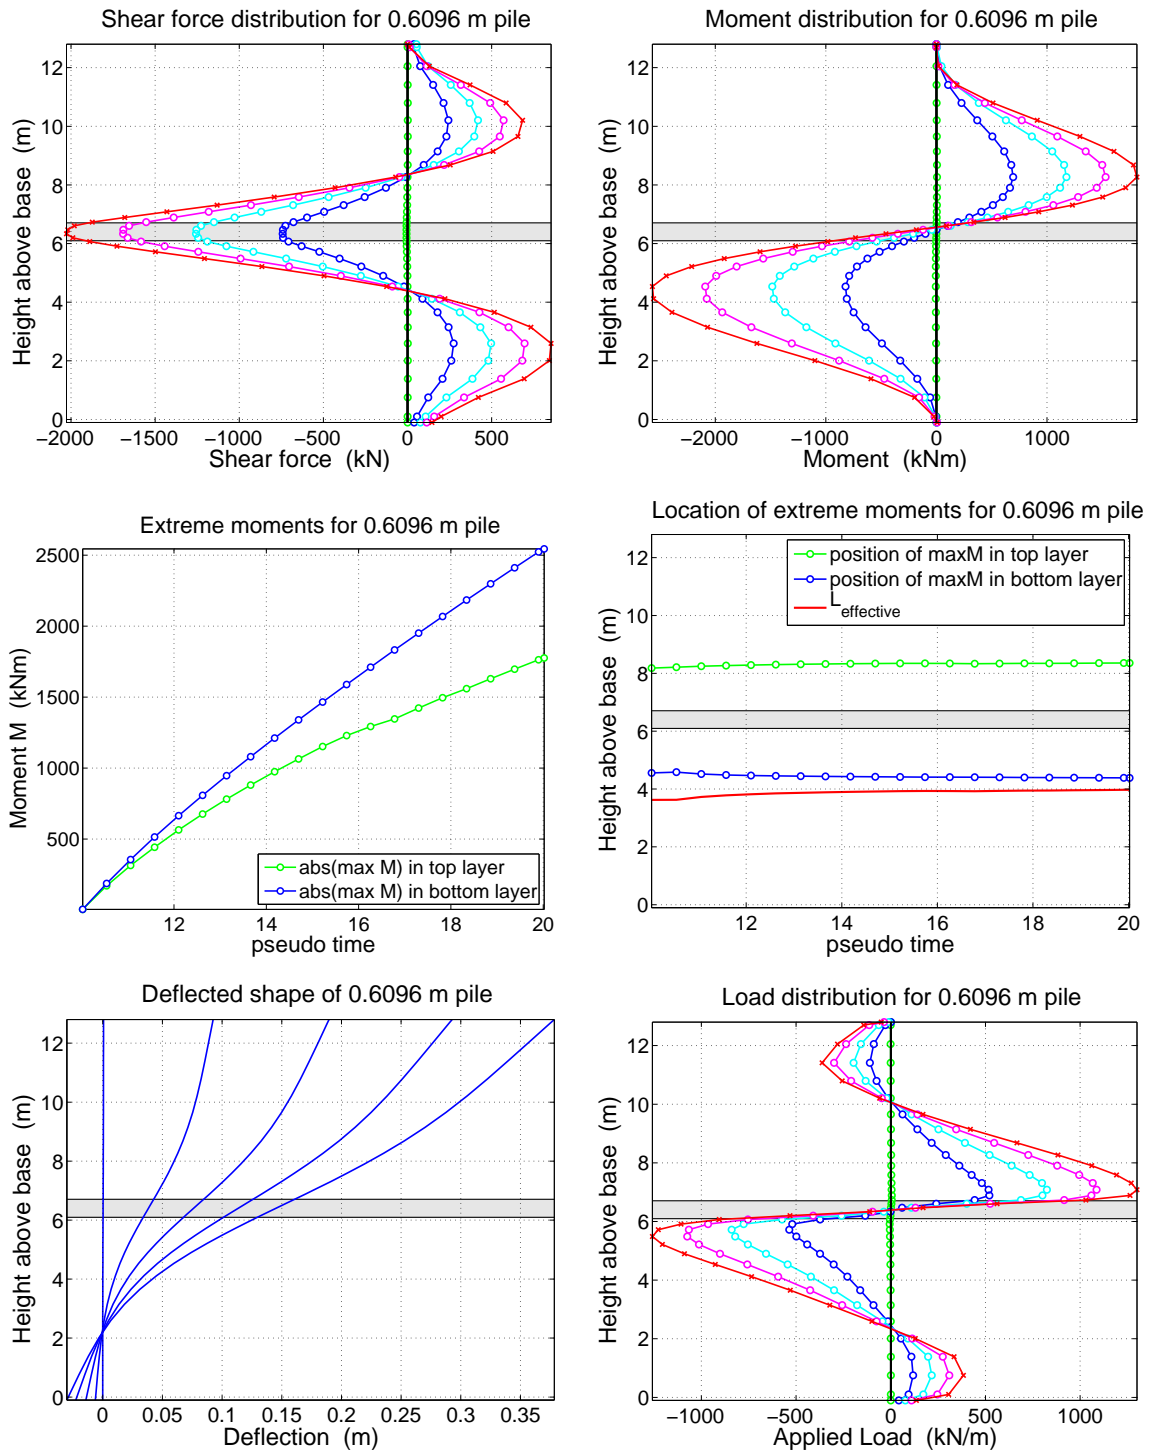 Shear force distribution for 0.6096 m pile
Height above base (m)
12
10
8
6
4
2
0
−2000 −1500 −1000 −500 0 500
Shear force (kN)
Moment distribution for 0.6096 m pile
Height above base (m)
12
10
8
6
4
2
0
−2000 −1000 0 1000
Moment (kNm)
Extreme moments for 0.6096 m pile
Moment M (kNm)
2500
2000
1500
1000
500
abs(max M) in top layer
abs(max M) in bottom layer
12 14 16 18 20
pseudo time
Location of extreme moments for 0.6096 m pile
Height above base (m)
12
10
8
6
4
2
0
position of maxM in top layer
position of maxM in bottom layer
Leffective
12 14 16 18 20
pseudo time
Deflected shape of 0.6096 m pile
Height above base (m)
12
10
8
6
4
2
0
0 0.05 0.1 0.15 0.2 0.25 0.3 0.35
Deflection (m)
Load distribution for 0.6096 m pile
Height above base (m)
12
10
8
6
4
2
0
−1000 −500 0 500 1000
Applied Load (kN/m)